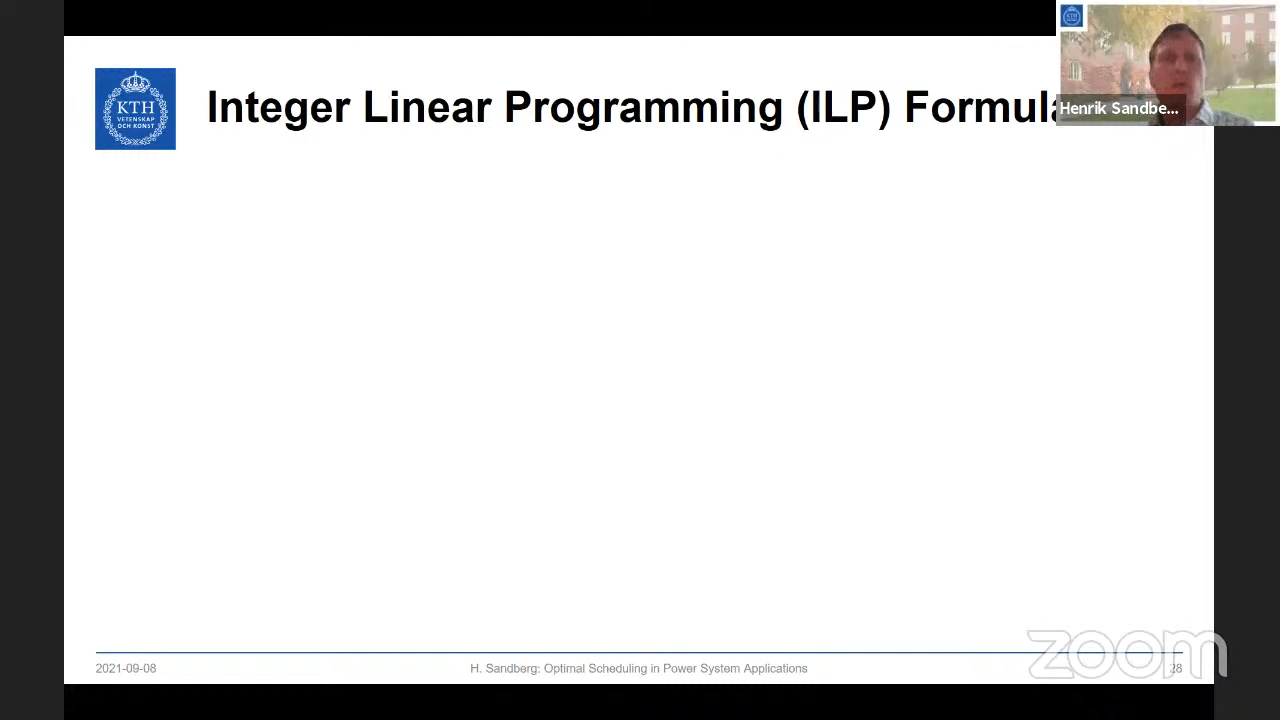 KTH
VETENSKAP
OCH KONST
Integer Linear Programming (ILP) Formula
KTH
Henrik Sandbe...
2021-09-08
H. Sandberg: Optimal Scheduling in Power System Applications
28
zoom